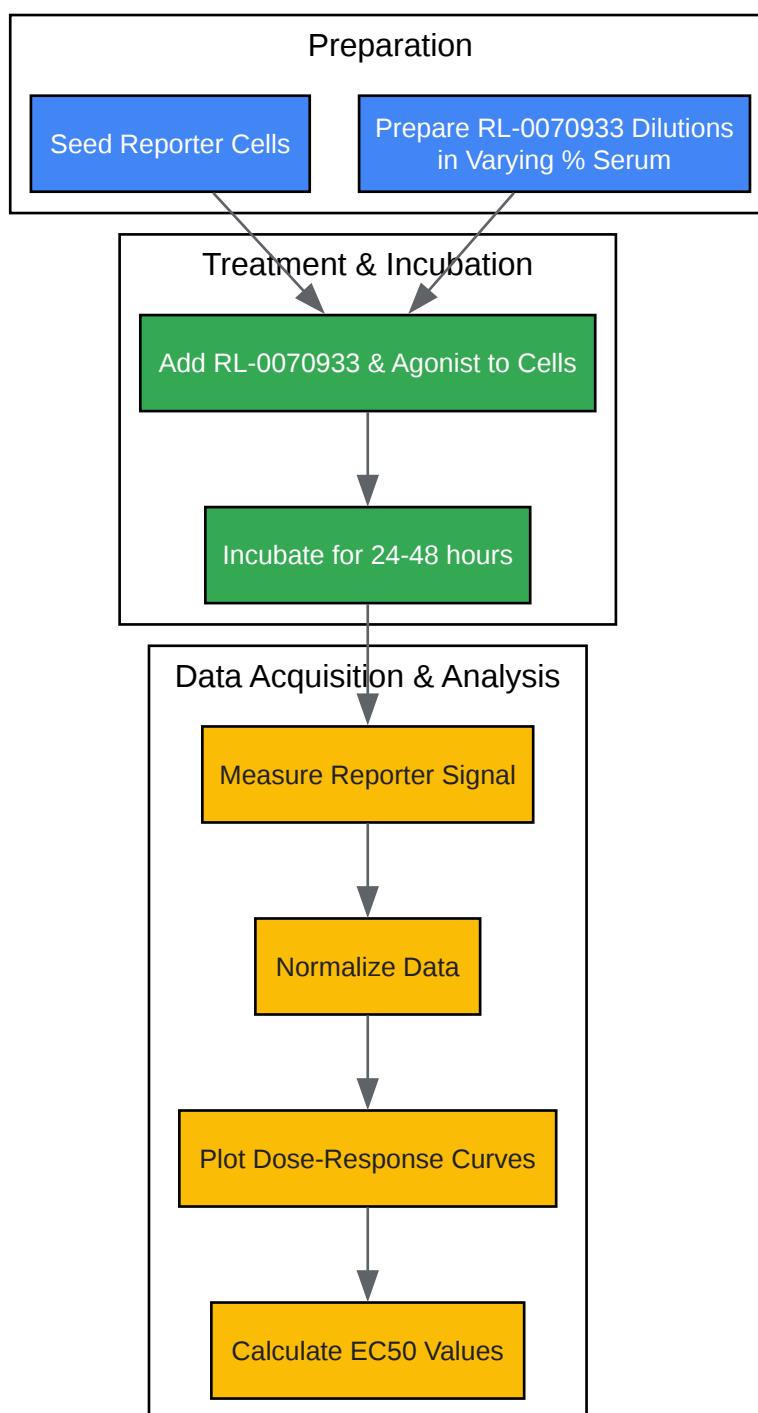 Preparation
Seed Reporter Cells
Prepare RL-0070933 Dilutions
in Varying % Serum
Treatment & Incubation
Add RL-0070933 & Agonist to Cells
Incubate for 24-48 hours
Data Acquisition & Analysis
Measure Reporter Signal
Normalize Data
Plot Dose-Response Curves
Calculate EC50 Values